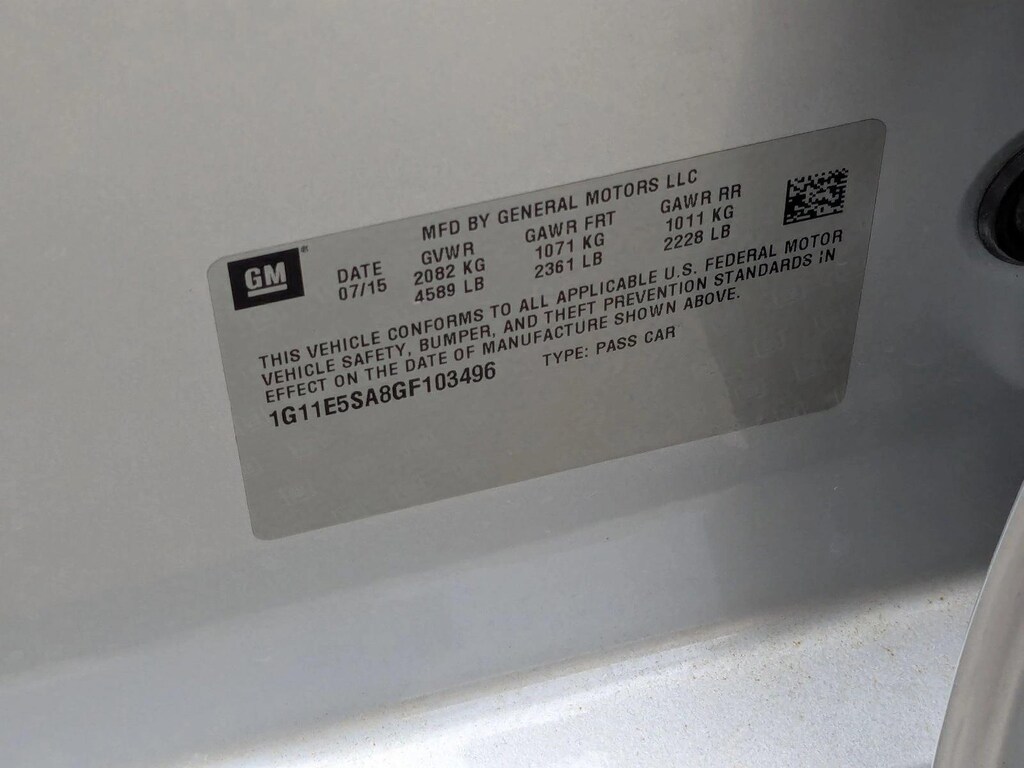 GM
MFD BY GENERAL MOTORS LLC
DATE GVWR GAWR FRT GAWR RR
07/15 2082 KG 1071 KG 1011 KG
4589 LB 2361 LB 2228 LB
THIS VEHICLE CONFORMS TO ALL APPLICABLE U.S. FEDERAL MOTOR
VEHICLE SAFETY, BUMPER, AND THEFT PREVENTION STANDARDS IN
EFFECT ON THE DATE OF MANUFACTURE SHOWN ABOVE.
1G11E5SA8GF103496 TYPE: PASS CAR